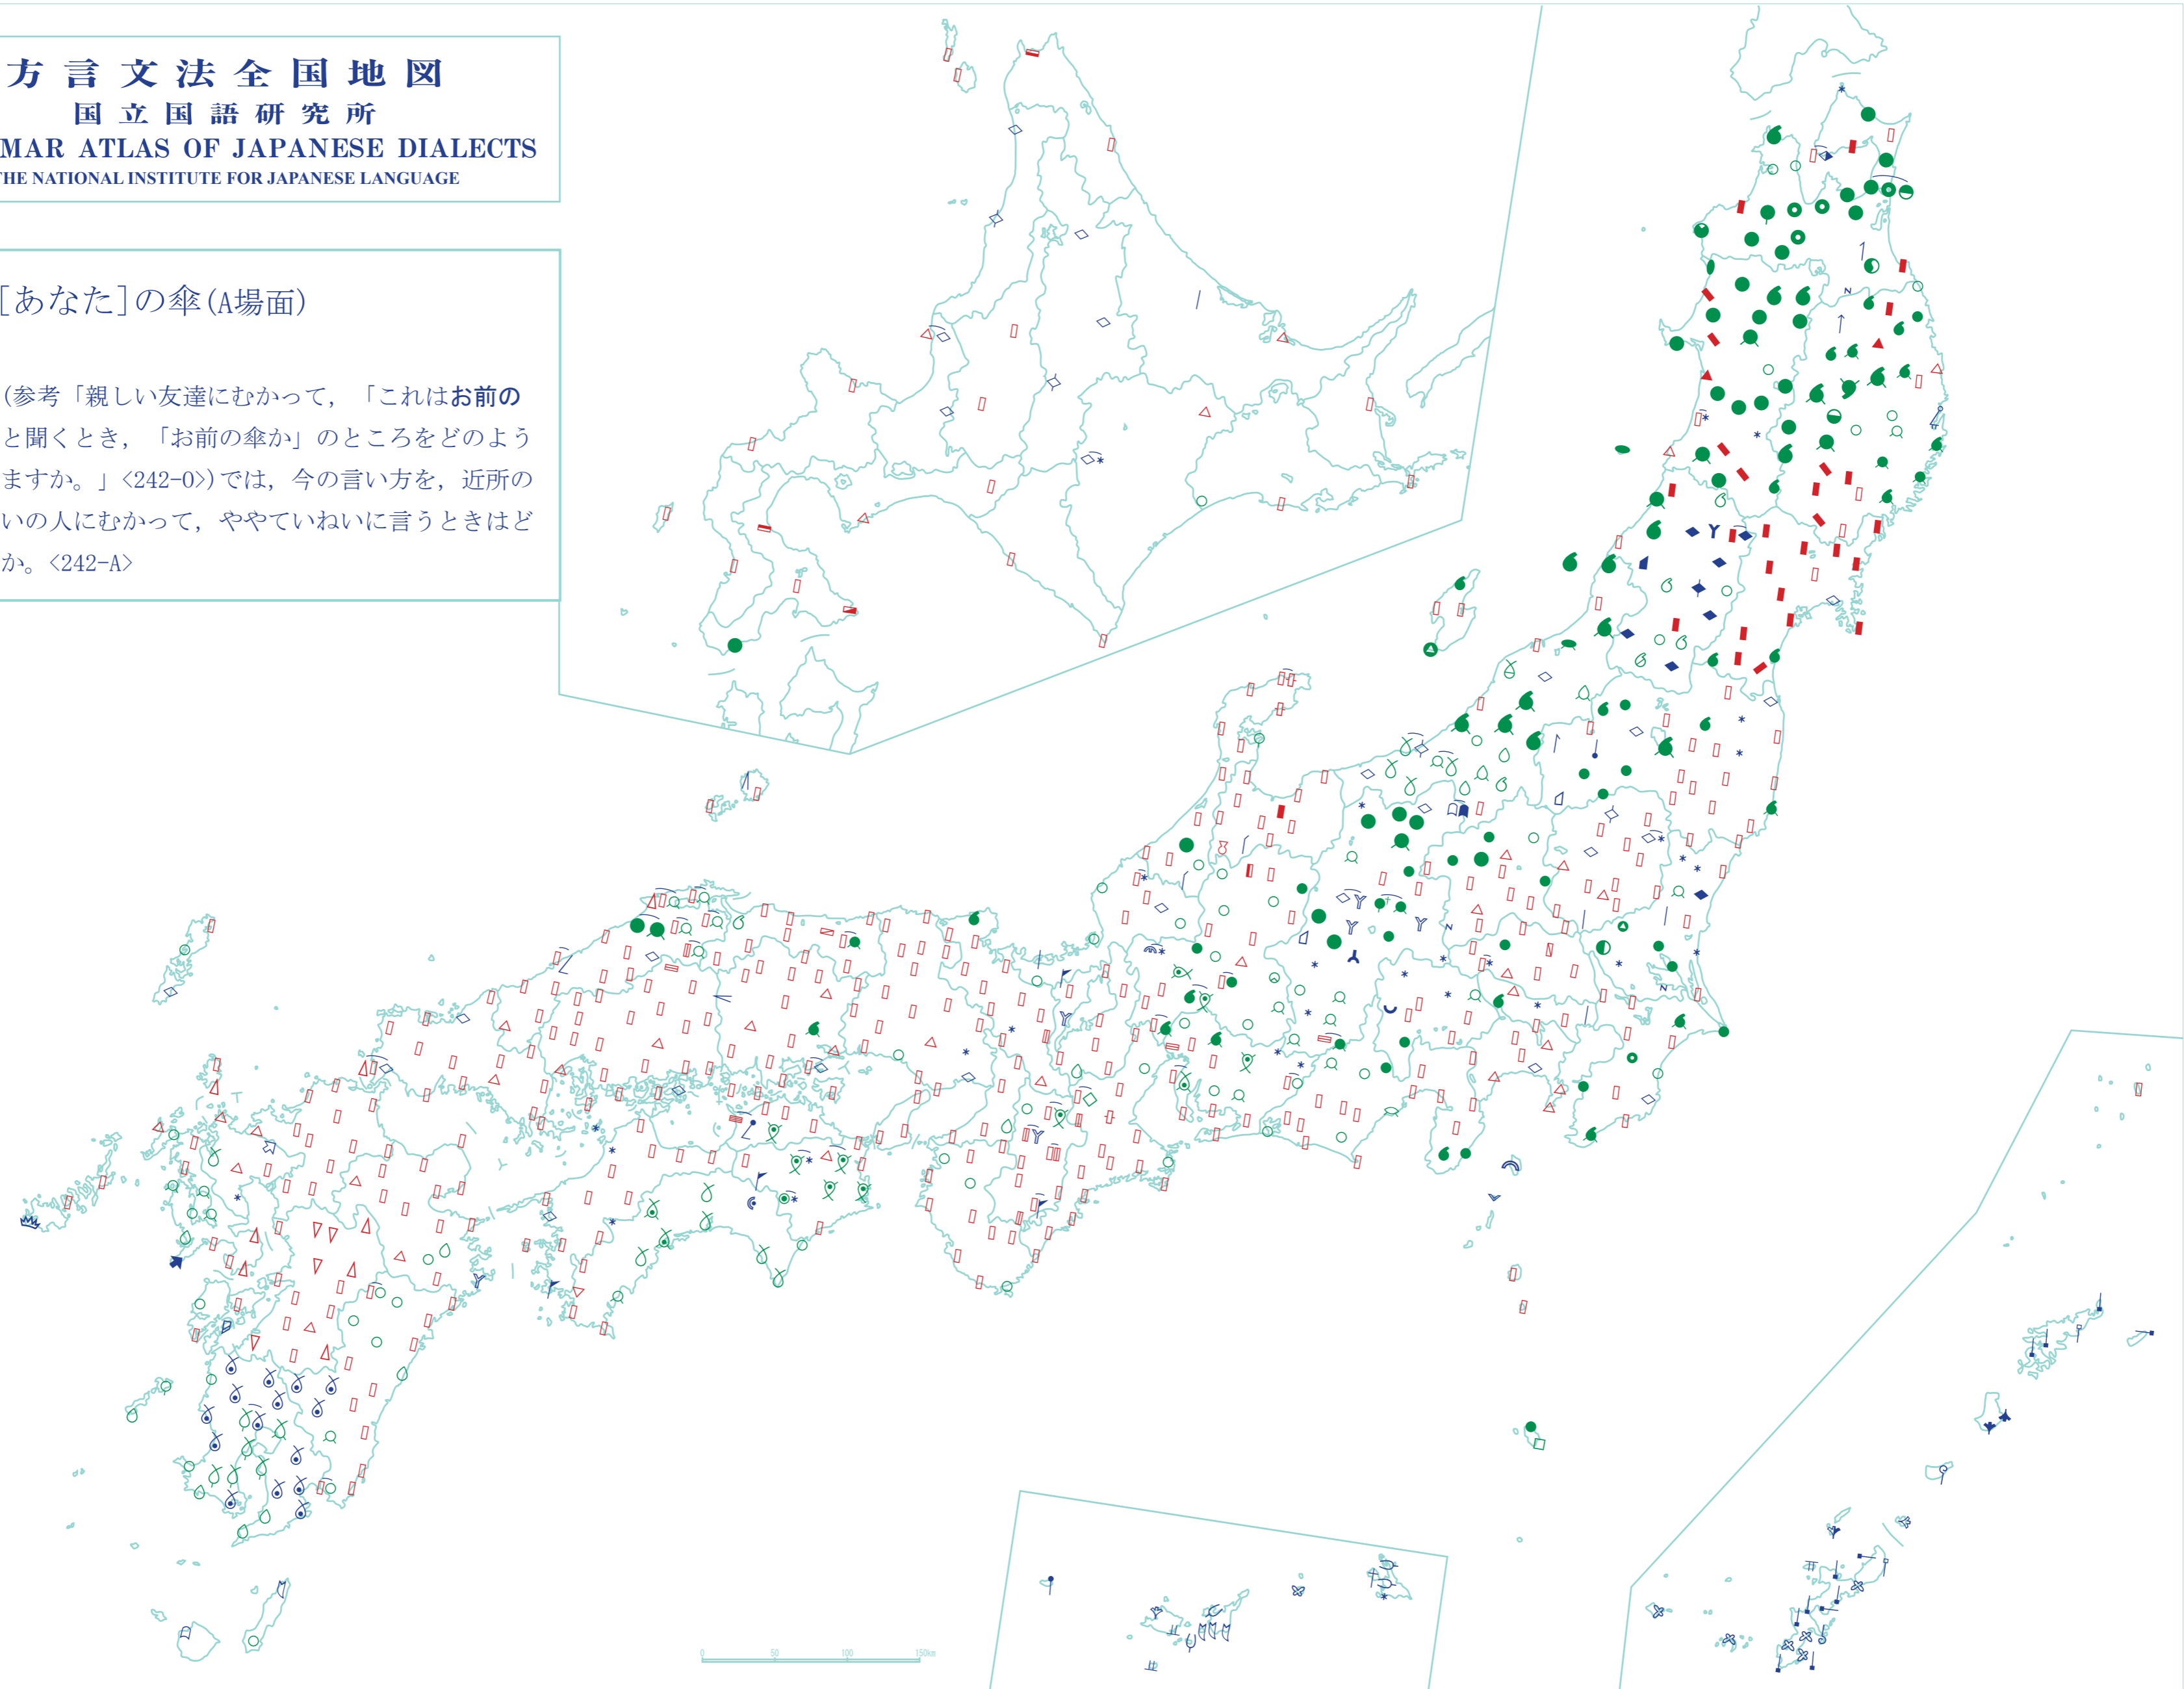 方言文法全国地図
国立国語研究所
MAR ATLAS OF JAPANESE DIALECTS
THE NATIONAL INSTITUTE FOR JAPANESE LANGUAGE
[あなた]の傘(A場面)
(参考「親しい友達にむかって,「これはお前の
と聞くとき,「お前の傘か」のところをどのよう
ますか。」<242-0>)では,今の言い方を,近所の
いの人にむかって,ややていねいに言うときはど
か。<242-A>
0 50 100 150km